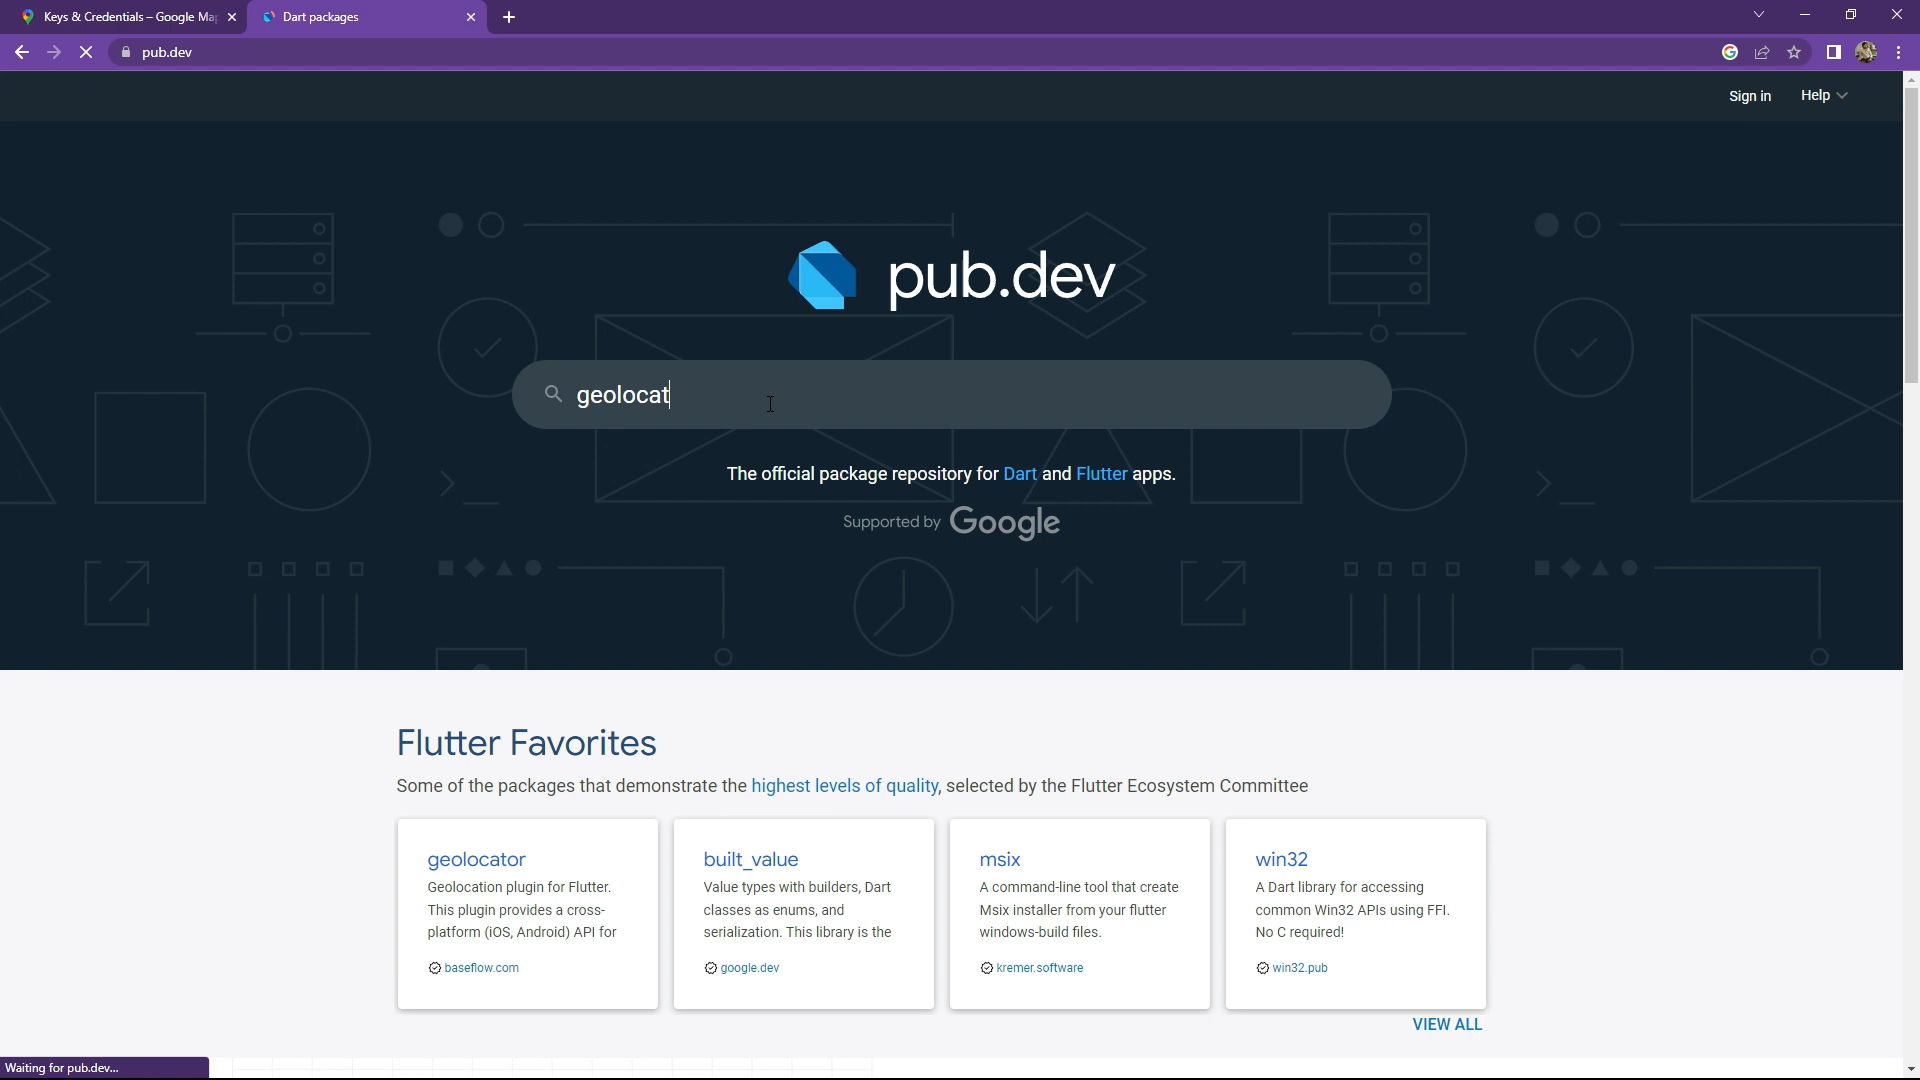 Keys & Credentials – Google Map
Dart packages
pub.dev
Sign in
Help
pub.dev
geolocat
The official package repository for Dart and Flutter apps.
Supported by Google
Flutter Favorites
Some of the packages that demonstrate the highest levels of quality, selected by the Flutter Ecosystem Committee
geolocator
Geolocation plugin for Flutter.
This plugin provides a cross-
platform (iOS, Android) API for
baseflow.com
built_value
Value types with builders, Dart
classes as enums, and
serialization. This library is the
google.dev
msix
A command-line tool that create
Msix installer from your flutter
windows-build files.
kremer.software
win32
A Dart library for accessing
common Win32 APIs using FFI.
No C required!
win32.pub
VIEW ALL
Waiting for pub.dev...